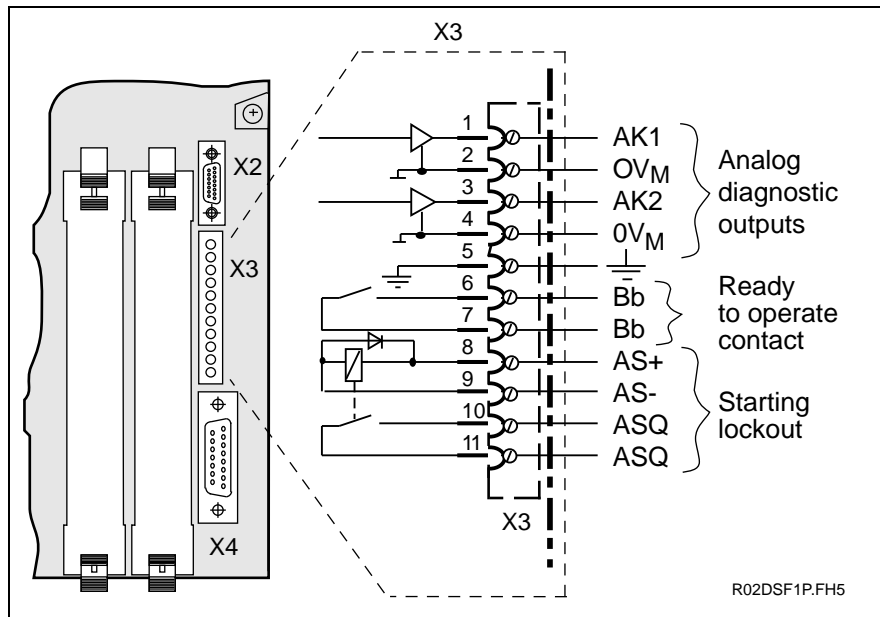 X3
X2
X3
X4
1 AK1
2 OVM
3 AK2
4 0VM
5
6 Bb
7 Bb
8 AS+
9 AS-
10 ASQ
11 ASQ
X3
Analog
diagnostic
outputs
Ready
to operate
contact
Starting
lockout
R02DSF1P.FH5